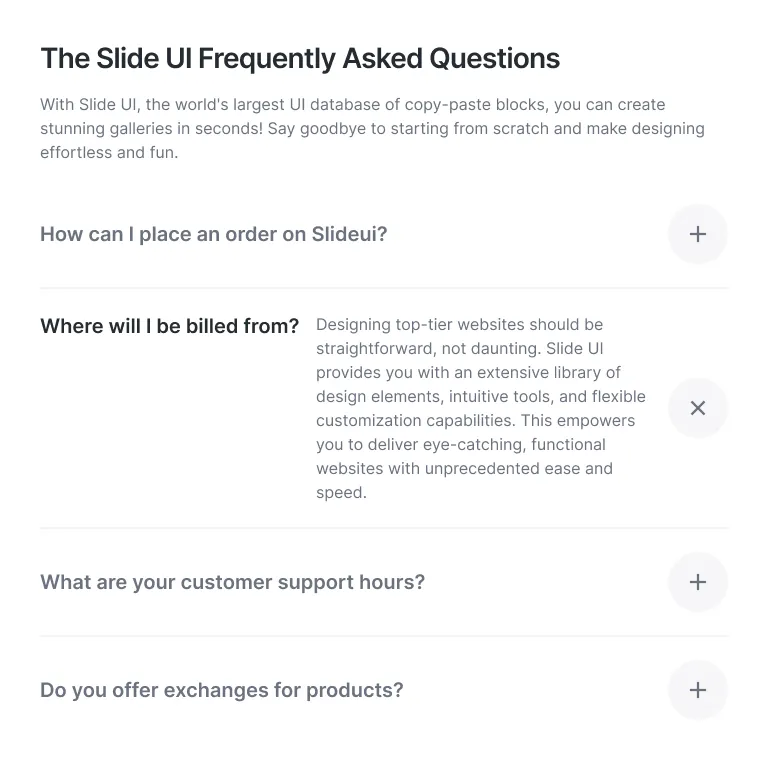 The Slide UI Frequently Asked Questions
With Slide UI, the world's largest UI database of copy-paste blocks, you can create
stunning galleries in seconds! Say goodbye to starting from scratch and make designing
effortless and fun.
How can I place an order on Slideui?
Where will I be billed from?
Designing top-tier websites should be
straightforward, not daunting. Slide UI
provides you with an extensive library of
design elements, intuitive tools, and flexible
customization capabilities. This empowers
you to deliver eye-catching, functional
websites with unprecedented ease and
speed.
What are your customer support hours?
Do you offer exchanges for products?